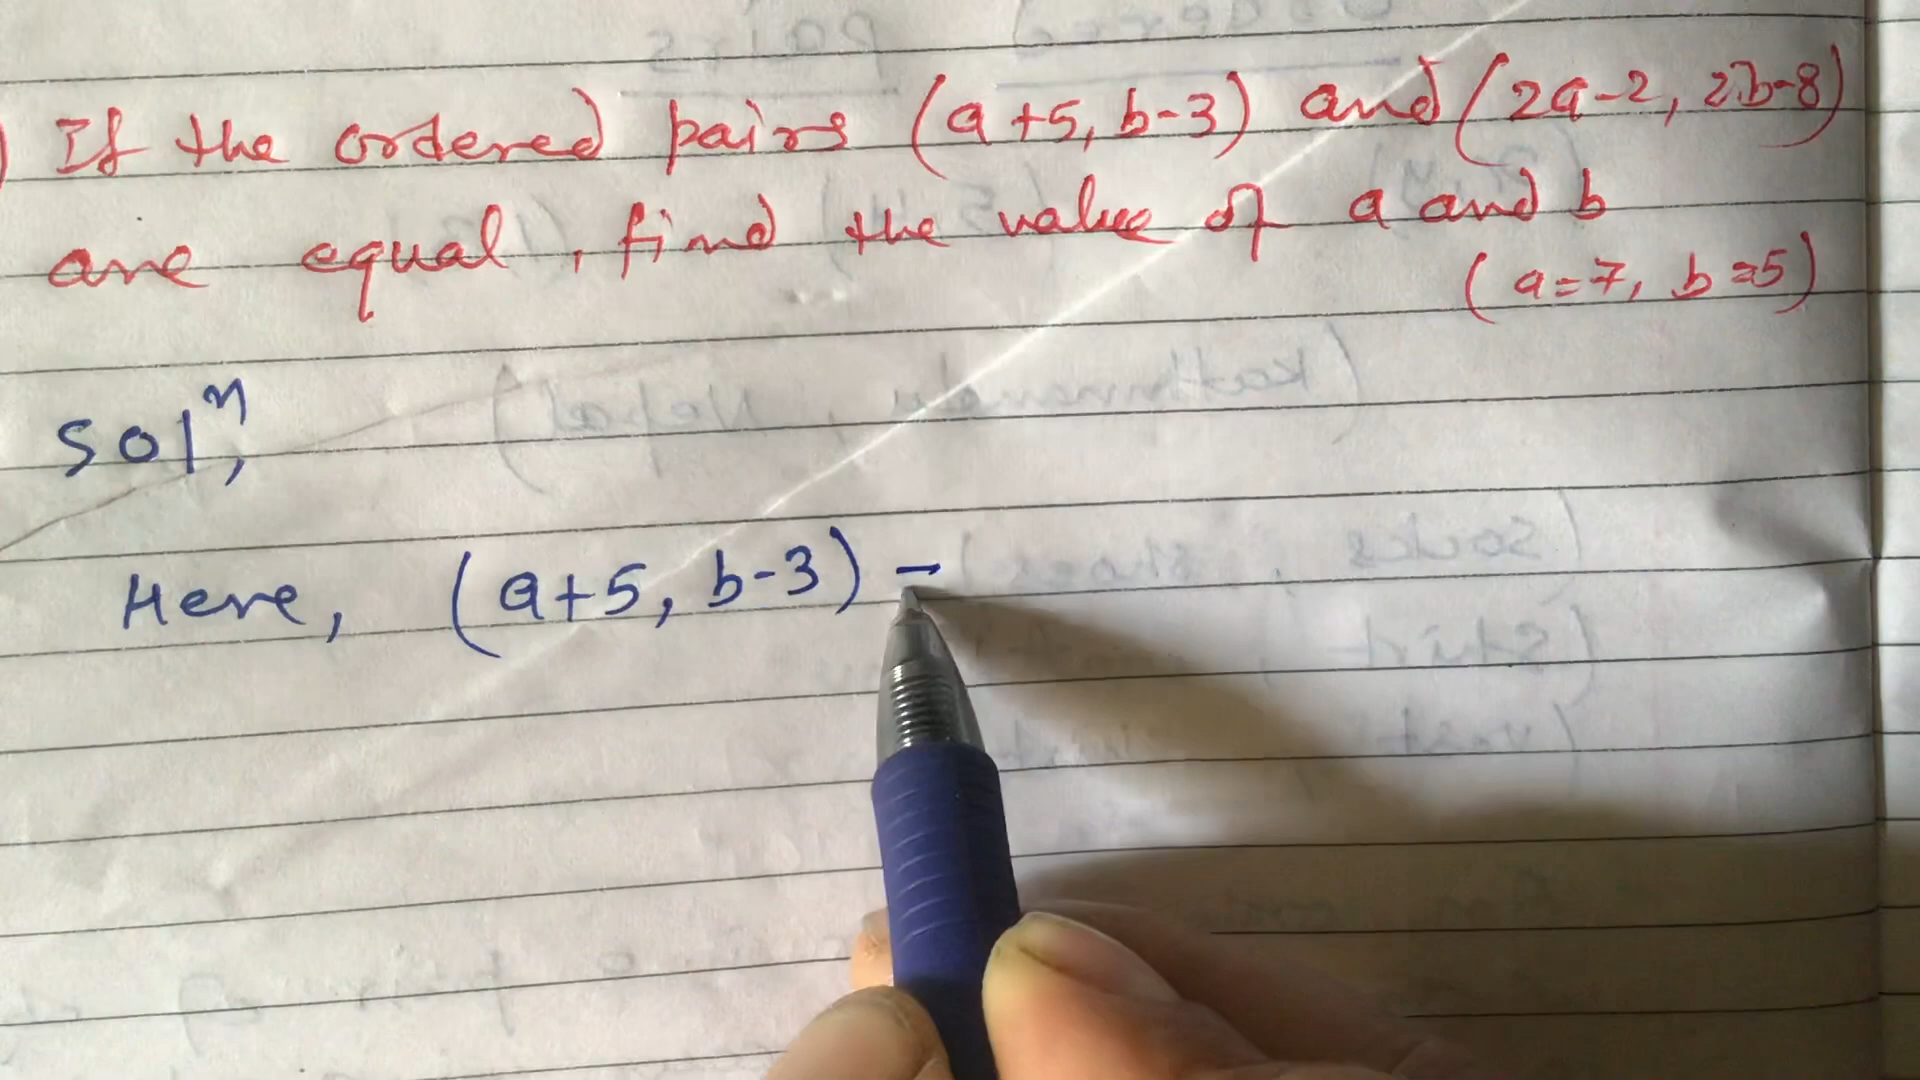 ) If the ordered pairs (a+5, b-3) and (2a-2, 2b-8)
are equal, find the value of a and b
(a=7, b=5)
Solⁿ,
Here, (a+5, b-3) -